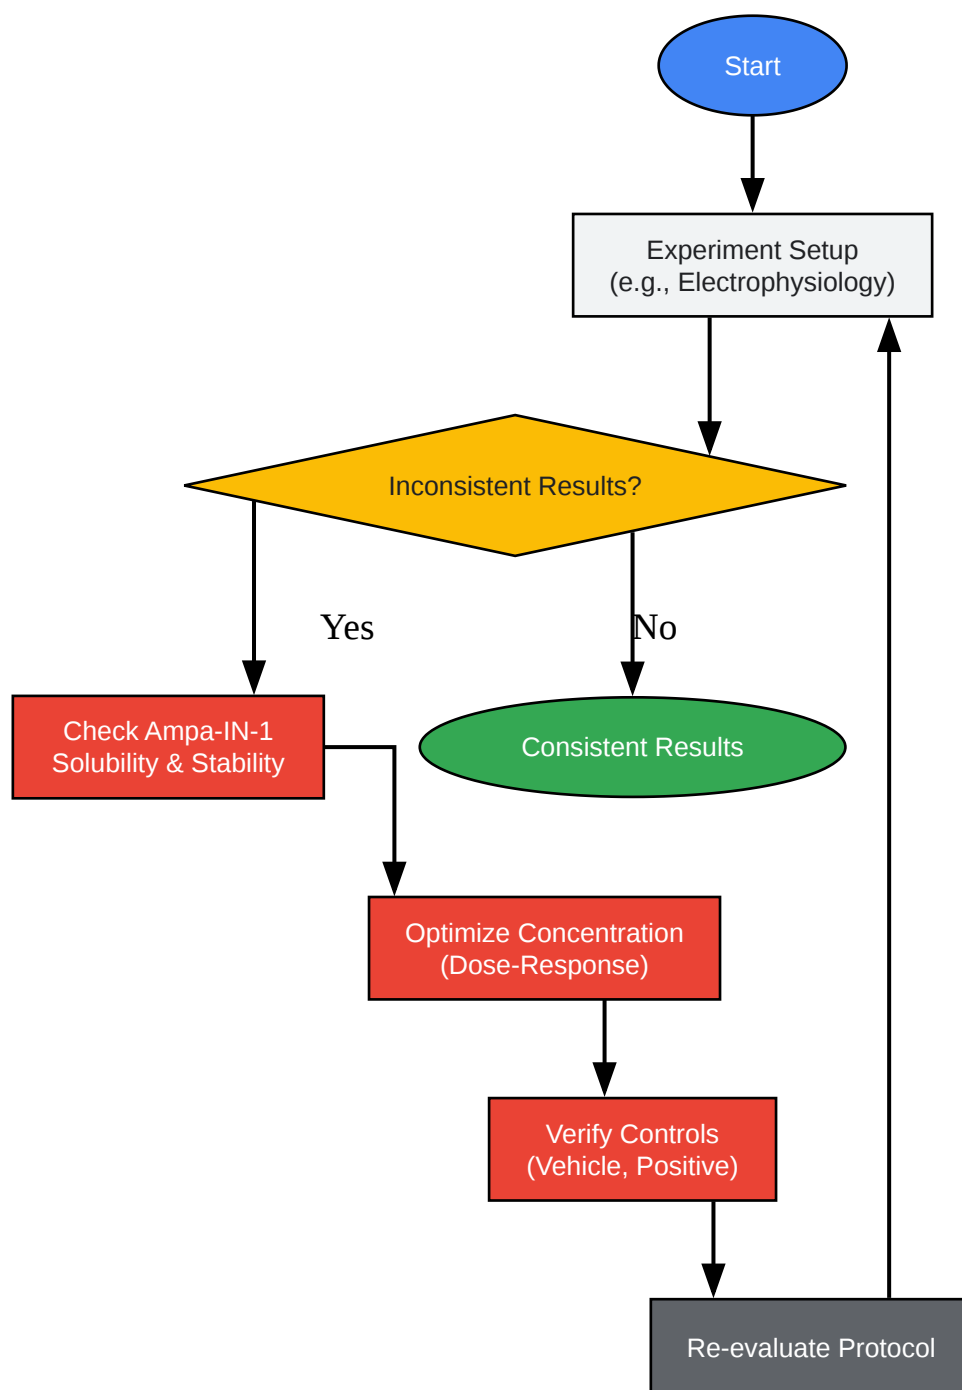 Start
Experiment Setup
(e.g., Electrophysiology)
Inconsistent Results?
Yes
No
Check Ampa-IN-1
Solubility & Stability
Consistent Results
Optimize Concentration
(Dose-Response)
Verify Controls
(Vehicle, Positive)
Re-evaluate Protocol